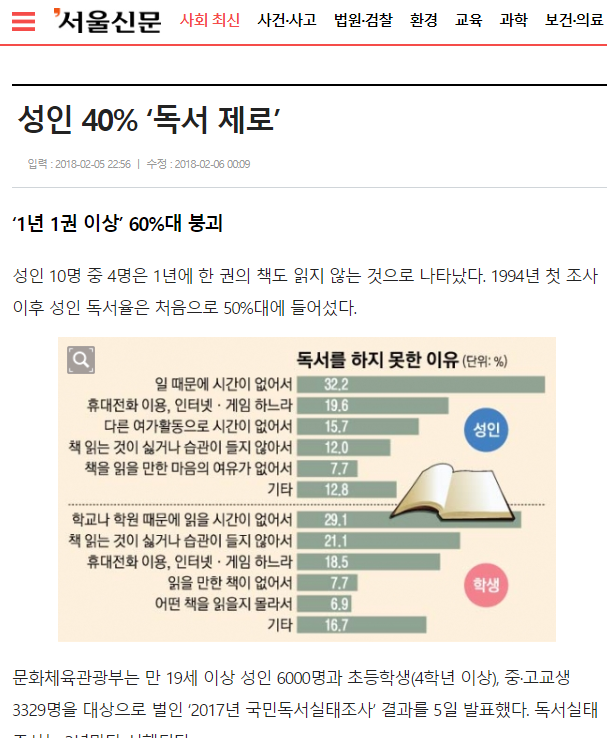 서울신문 사회 최신 사건·사고 법원·검찰 환경 교육 과학 보건·의료
성인 40% ‘독서 제로’
입력 : 2018-02-05 22:56 ㅣ 수정 : 2018-02-06 00:09
‘1년 1권 이상’ 60%대 붕괴
성인 10명 중 4명은 1년에 한 권의 책도 읽지 않는 것으로 나타났다. 1994년 첫 조사
이후 성인 독서율은 처음으로 50%대에 들어섰다.
독서를 하지 못한 이유 (단위: %)
일 때문에 시간이 없어서 32.2
휴대전화 이용, 인터넷·게임 하느라 19.6
다른 여가활동으로 시간이 없어서 15.7
성인
책 읽는 것이 싫거나 습관이 들지 않아서 12.0
책을 읽을 만한 마음의 여유가 없어서 7.7
기타 12.8
학교나 학원 때문에 읽을 시간이 없어서 29.1
책 읽는 것이 싫거나 습관이 들지 않아서 21.1
휴대전화 이용, 인터넷·게임 하느라 18.5
읽을 만한 책이 없어서 7.7
학생
어떤 책을 읽을지 몰라서 6.9
기타 16.7
문화체육관광부는 만 19세 이상 성인 6000명과 초등학생(4학년 이상), 중·고교생
3329명을 대상으로 벌인 ‘2017년 국민독서실태조사’ 결과를 5일 발표했다. 독서실태